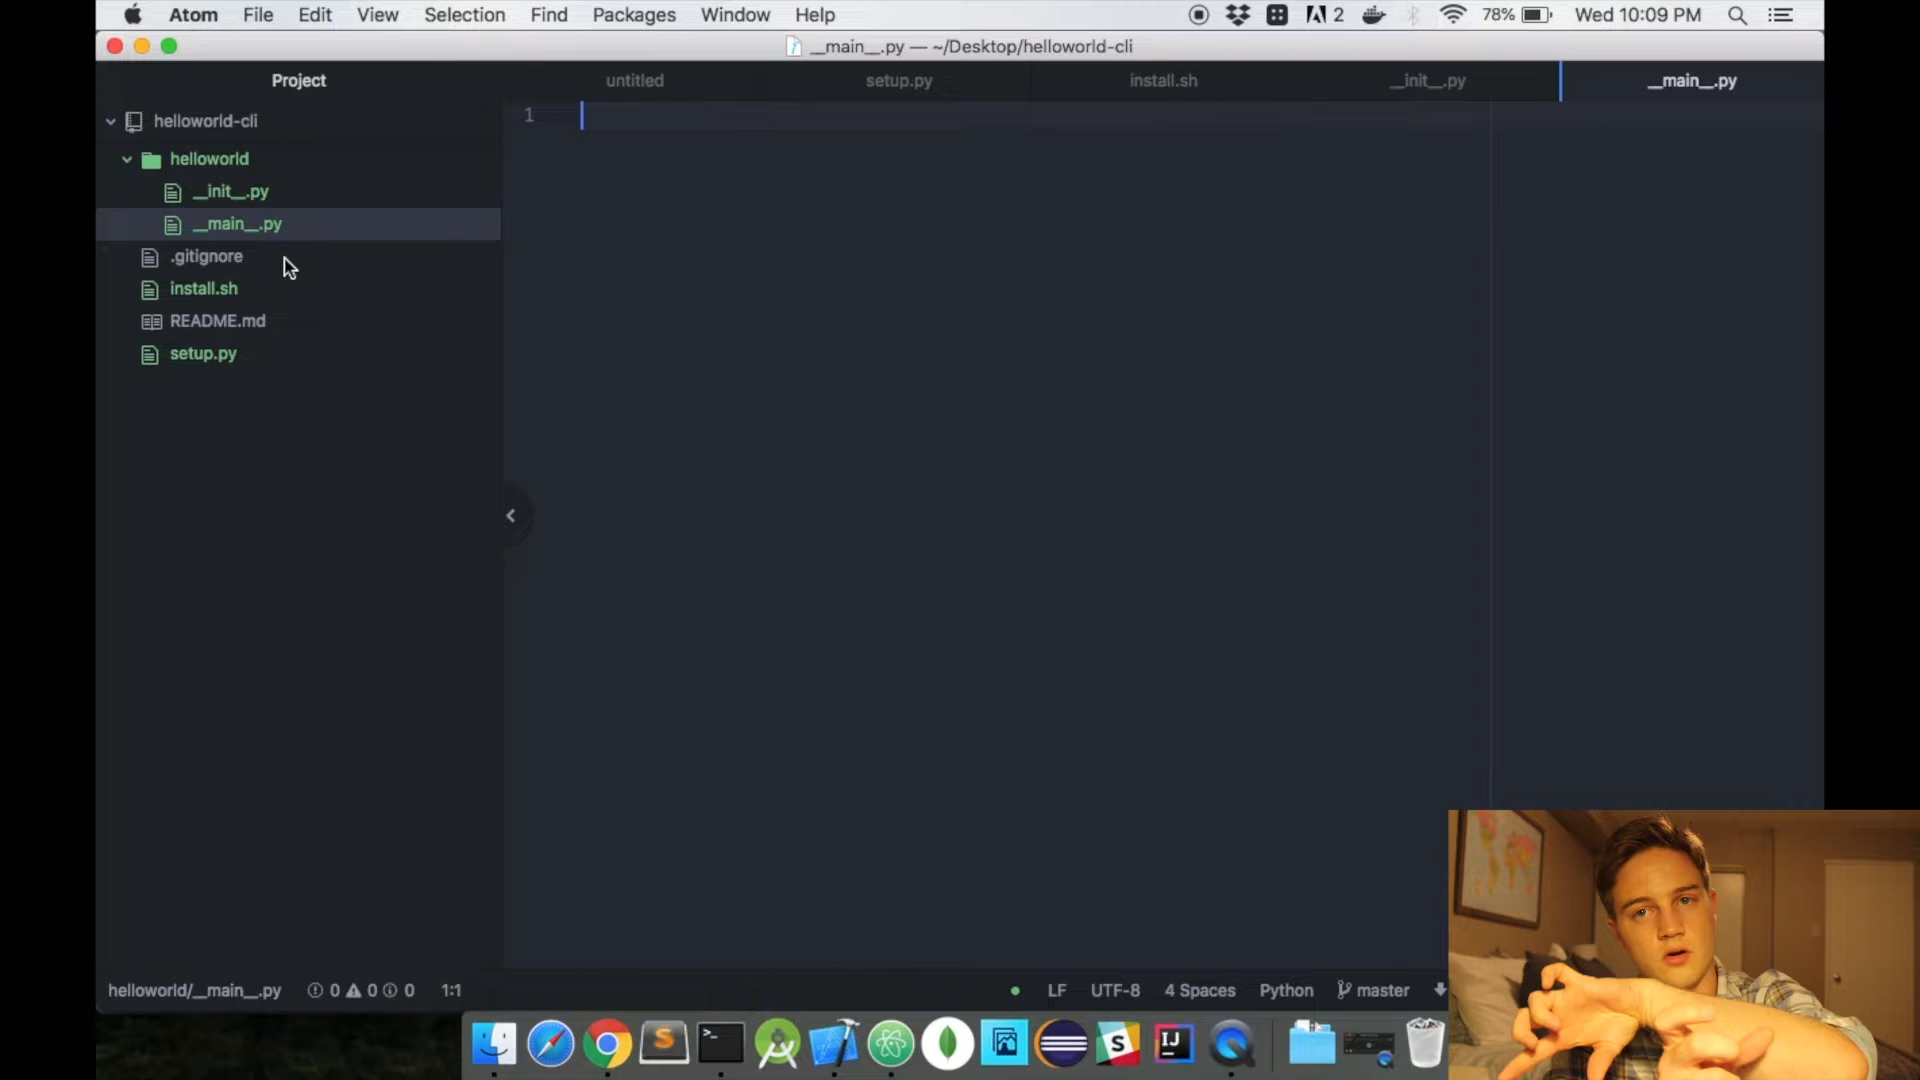 Atom File Edit View Selection Find Packages Window Help 2 78% Wed 10:09 PM
__main__.py — ~/Desktop/helloworld-cli
Project untitled setup.py install.sh __init__.py __main__.py
helloworld-cli
1
helloworld
__init__.py
__main__.py
.gitignore
install.sh
README.md
setup.py
helloworld/__main__.py 0 0 0 1:1 LF UTF-8 4 Spaces Python master
S >_ S IJ